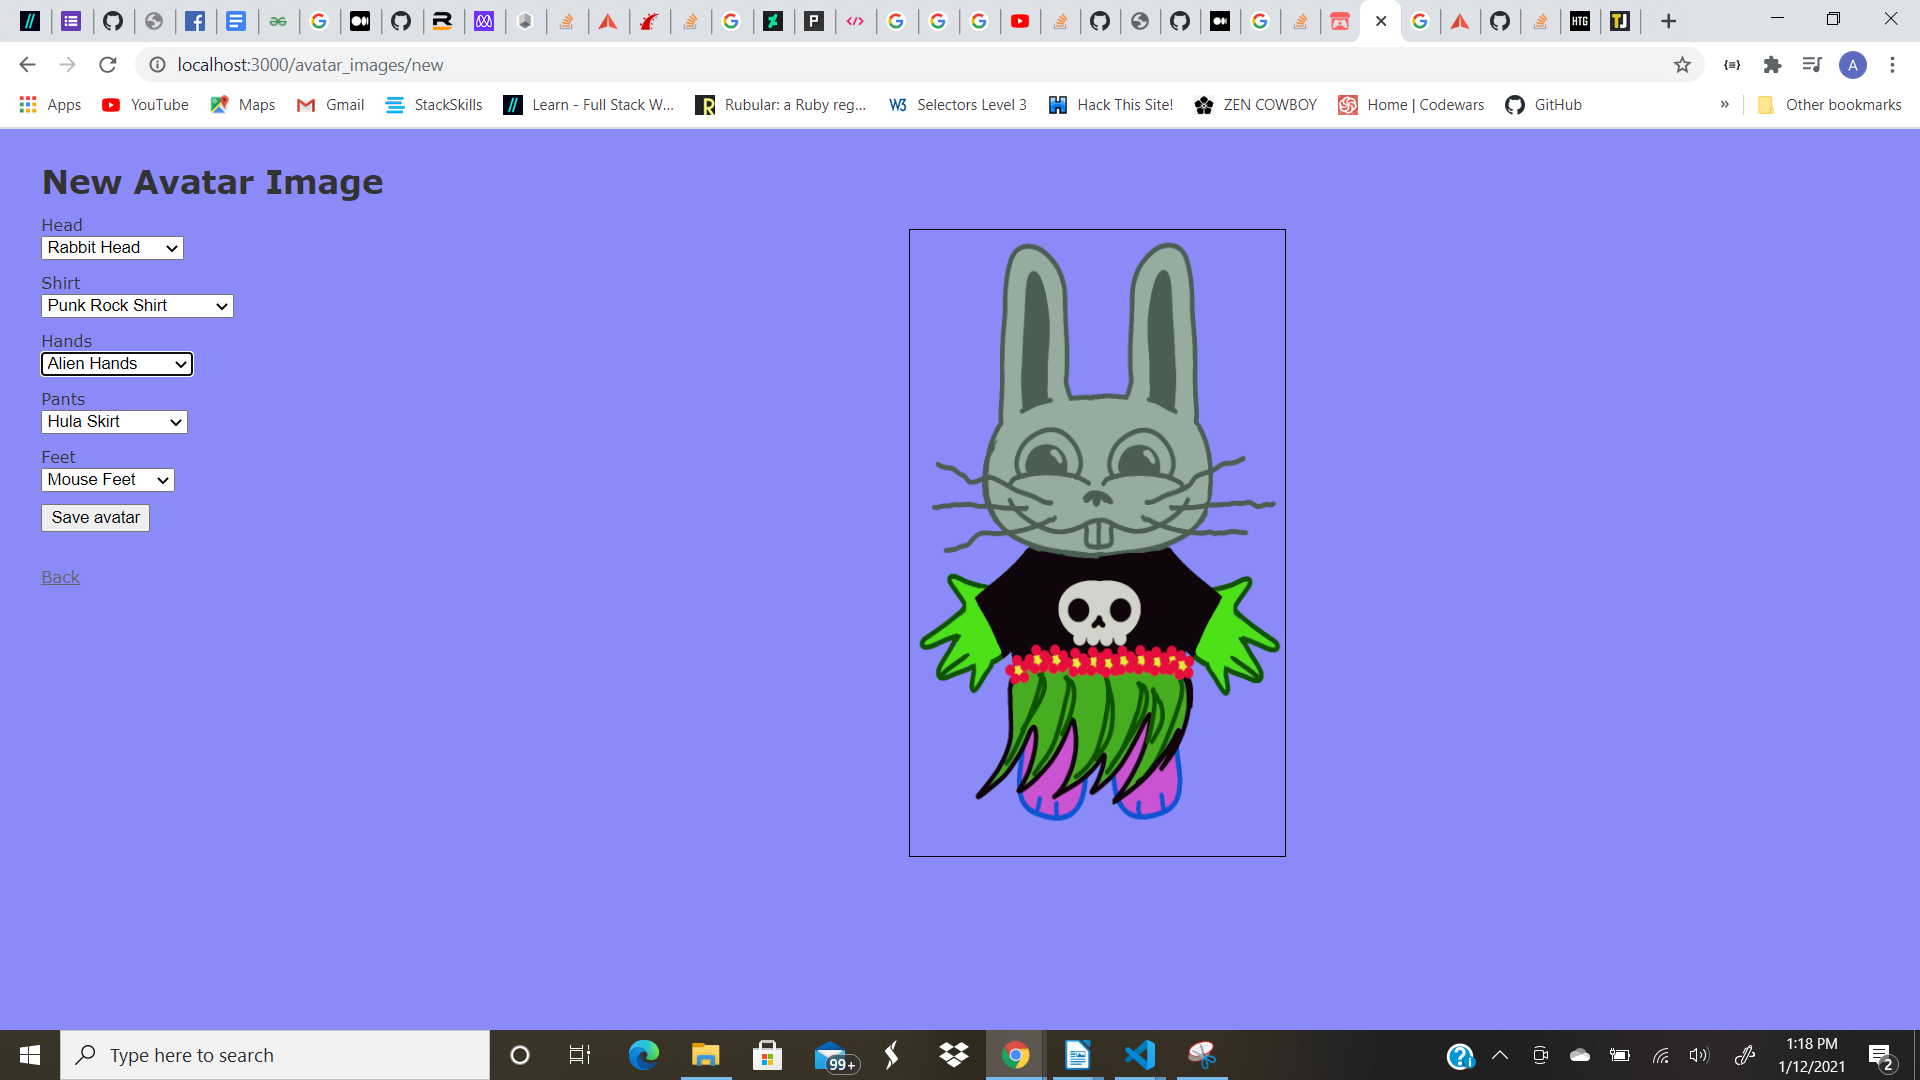 HTG
TJ
localhost:3000/avatar_images/new
A
Apps
YouTube
Maps
Gmail
StackSkills
Learn - Full Stack W...
Rubular: a Ruby reg...
W3
Selectors Level 3
Hack This Site!
ZEN COWBOY
Home | Codewars
GitHub
»
Other bookmarks
New Avatar Image
Head
Rabbit Head
Shirt
Punk Rock Shirt
Hands
Alien Hands
Pants
Hula Skirt
Feet
Mouse Feet
Save avatar
Back
Type here to search
99+
1:18 PM
1/12/2021
2